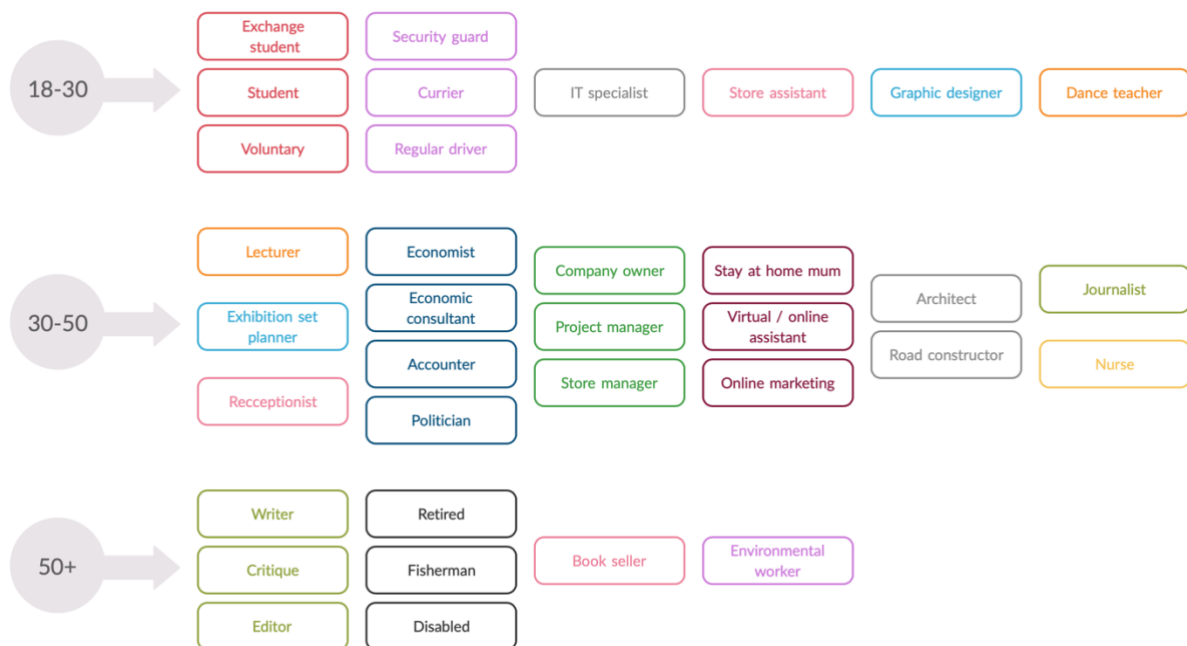 18-30
Exchange
student
Student
Voluntary
Security guard
Currier
Regular driver
IT specialist
Store assistant
Graphic designer
Dance teacher
30-50
Lecturer
Exhibition set
planner
Recceptionist
Economist
Economic
consultant
Accounter
Politician
Company owner
Project manager
Store manager
Stay at home mum
Virtual / online
assistant
Online marketing
Architect
Road constructor
Journalist
Nurse
50+
Writer
Critique
Editor
Retired
Fisherman
Disabled
Book seller
Environmental
worker